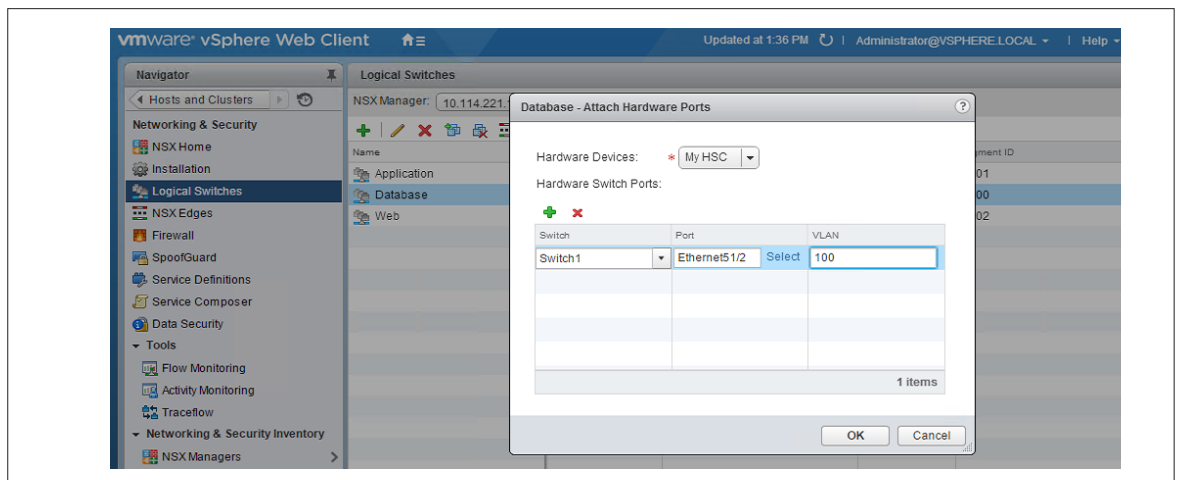 vmware® vSphere Web Client
Updated at 1:36 PM | Administrator@VSPHERE.LOCAL | Help
Navigator
Hosts and Clusters
Networking & Security
NSX Home
Installation
Logical Switches
NSX Edges
Firewall
SpoofGuard
Service Definitions
Service Composer
Data Security
Tools
Flow Monitoring
Activity Monitoring
Traceflow
Networking & Security Inventory
NSX Managers
Logical Switches
NSX Manager: 10.114.221.
Name
Application
Database
Web
gment ID
01
00
02
Database - Attach Hardware Ports
?
Hardware Devices: * My HSC
Hardware Switch Ports:
Switch Port VLAN
Switch1 Ethernet51/2 Select 100
1 items
OK Cancel